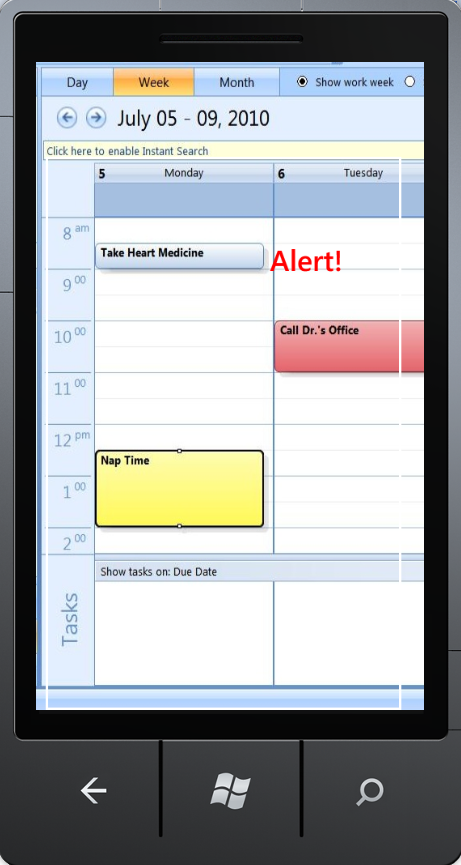 Day Week Month Show work week
July 05 - 09, 2010
Click here to enable Instant Search
5 Monday 6 Tuesday
8 am
Take Heart Medicine
Alert!
9 00
10 00
Call Dr.'s Office
11 00
12 pm
Nap Time
1 00
2 00
Show tasks on: Due Date
Tasks